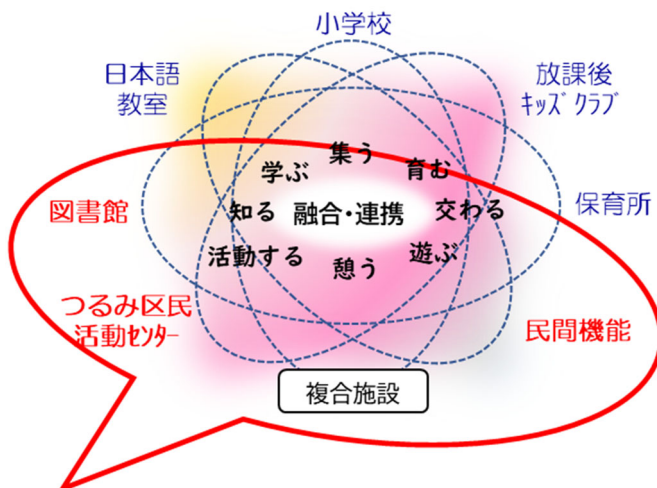 小学校
日本語
教室
放課後
ｷｯｽﾞ ｸﾗﾌﾞ
集う
学ぶ
育む
図書館
知る
融合・連携
交わる
保育所
活動する
憩う
遊ぶ
つるみ区民
活動ｾﾝﾀｰ
民間機能
複合施設